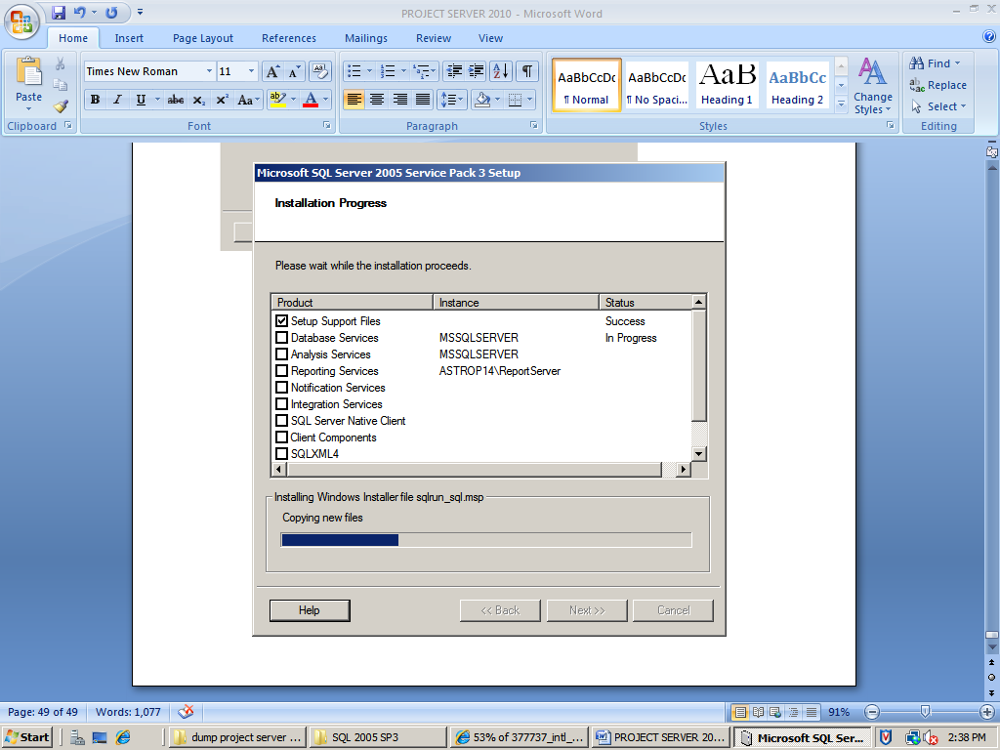 PROJECT SERVER 2010 - Microsoft Word
Home Insert Page Layout References Mailings Review View
Paste
Times New Roman 11
B I U abc X₂ X² Aa ab A
AaBbCcDc AaBbCcDc AaB AaBbCc
¶ Normal ¶ No Spaci... Heading 1 Heading 2
Change Styles
Find
Replace
Select
Clipboard Font Paragraph Styles Editing
Microsoft SQL Server 2005 Service Pack 3 Setup
Installation Progress
Please wait while the installation proceeds.
Product Instance Status
Setup Support Files Success
Database Services MSSQLSERVER In Progress
Analysis Services MSSQLSERVER
Reporting Services ASTROP14\ReportServer
Notification Services
Integration Services
SQL Server Native Client
Client Components
SQLXML4
Installing Windows Installer file sqlrun_sql.msp
Copying new files
Help << Back Next >> Cancel
Page: 49 of 49 Words: 1,077 91%
Start dump project server ... SQL 2005 SP3 53% of 377737_intl_... PROJECT SERVER 20... Microsoft SQL Ser... 2:38 PM